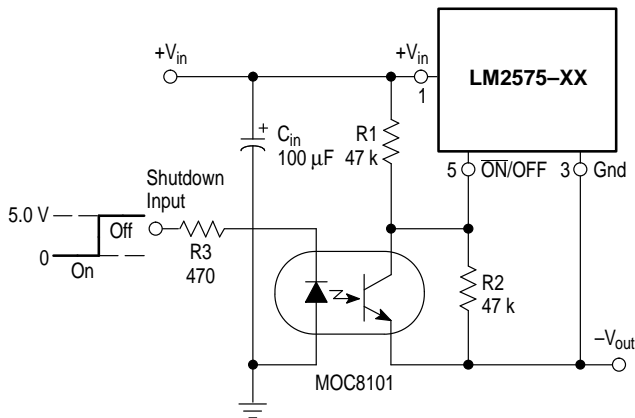 +Vin
+Vin
1
LM2575–XX
Cin
100 μF
+
R1
47 k
5
ON/OFF
3
Gnd
Shutdown
Input
5.0 V
Off
0
On
R3
470
R2
47 k
–Vout
MOC8101